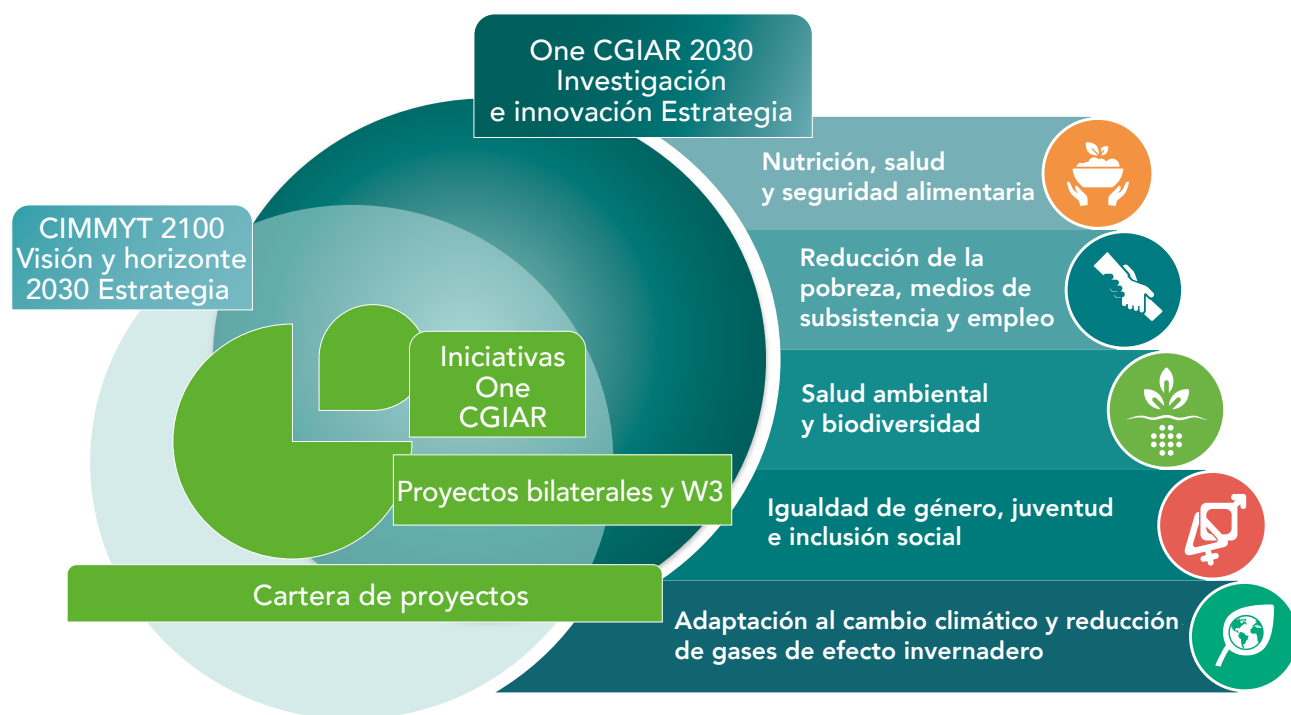 One CGIAR 2030
Investigación
e innovación Estrategia
CIMMYT 2100
Visión y horizonte
2030 Estrategia
Iniciativas
One
CGIAR
Proyectos bilaterales y W3
Cartera de proyectos
Nutrición, salud
y seguridad alimentaria
Reducción de la
pobreza, medios de
subsistencia y empleo
Salud ambiental
y biodiversidad
Igualdad de género, juventud
e inclusión social
Adaptación al cambio climático y reducción
de gases de efecto invernadero